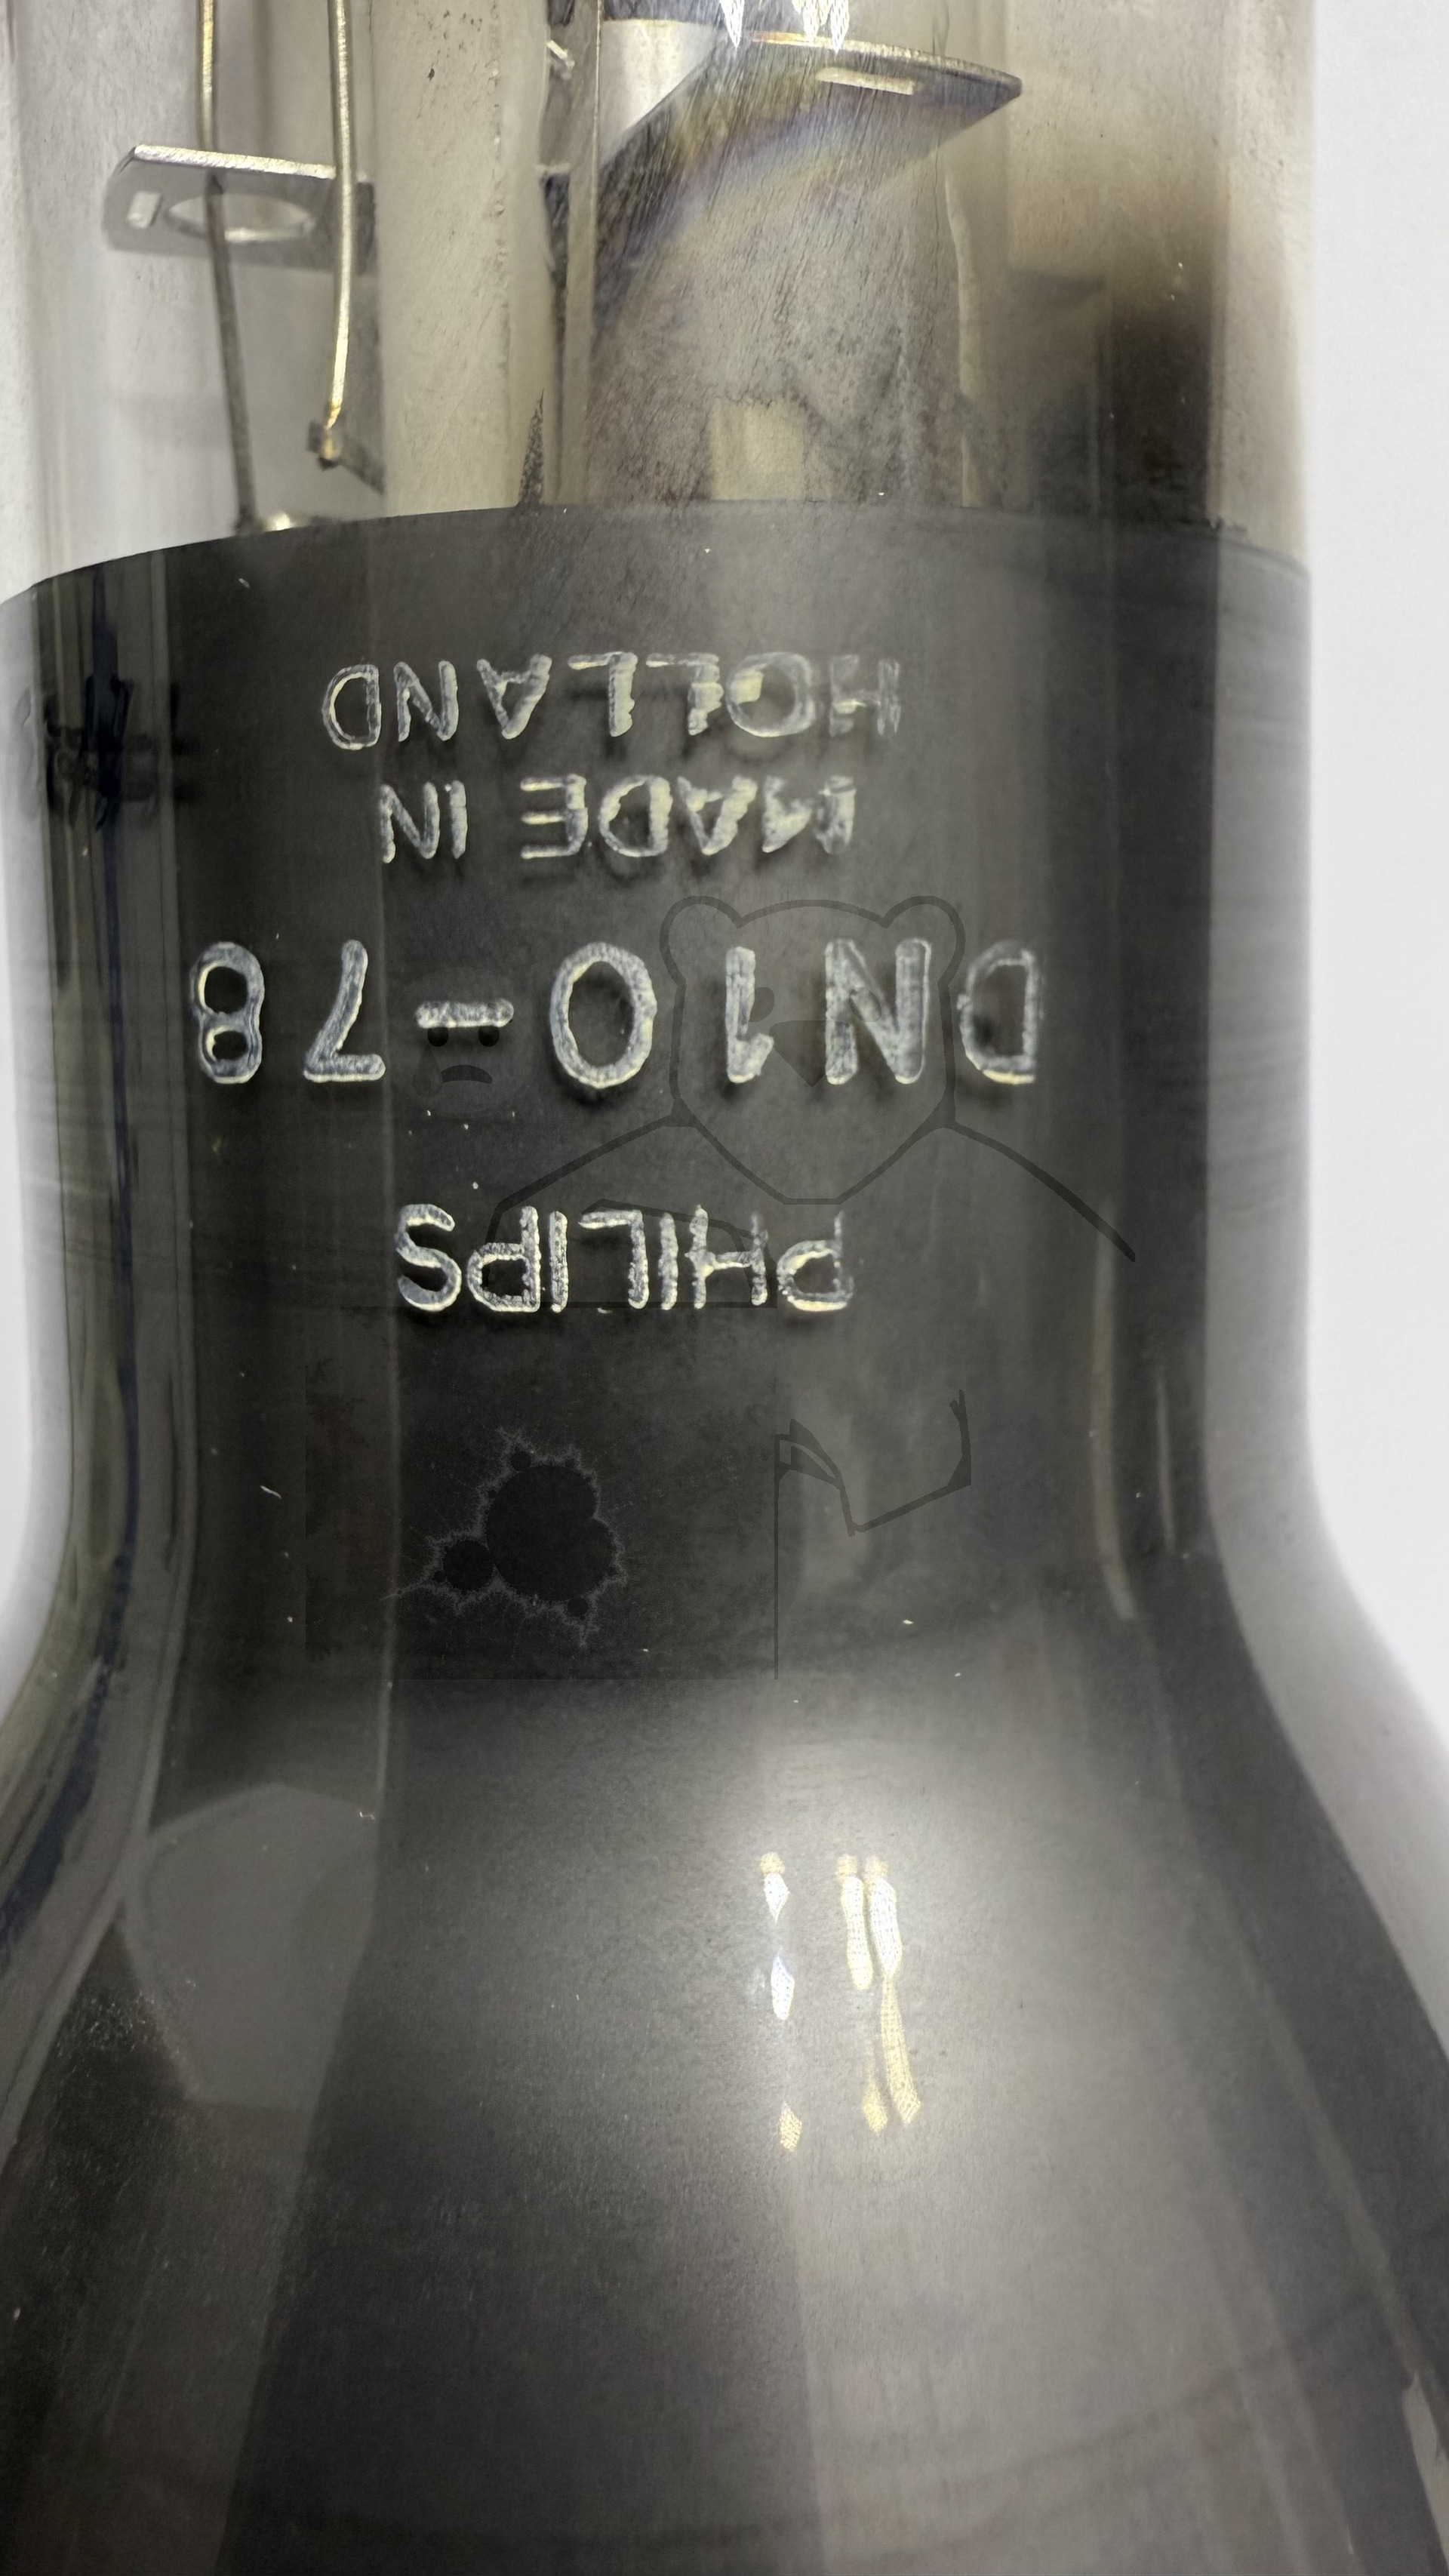 PHILIPS
DN10-78
MADE IN
HOLLAND